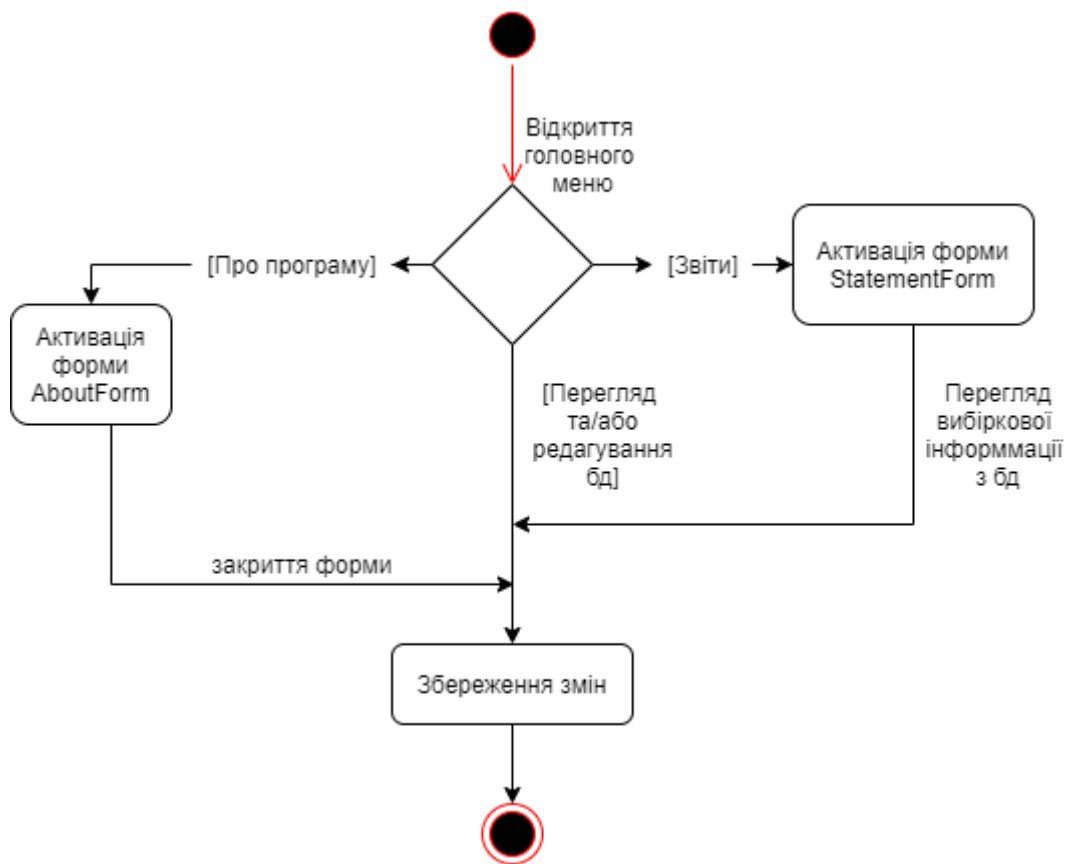 Відкриття
головного
меню
[Про програму]
[Звіти]
Активація форми
StatementForm
Активація
форми
AboutForm
[Перегляд
та/або
редагування
бд]
Перегляд
вибіркової
інформмації
з бд
закриття форми
Збереження змін